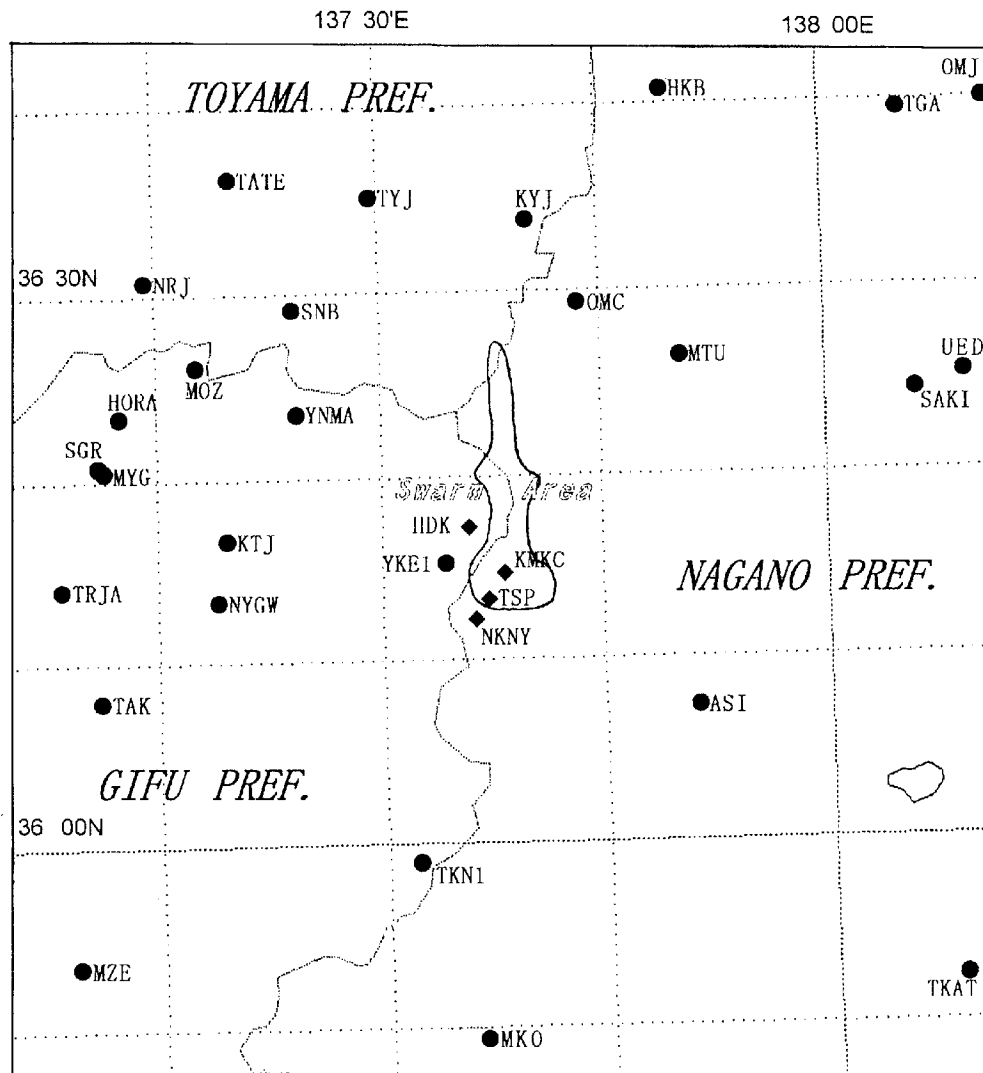 137 30'E
138 00E
OMJ
HKB
TGA
TOYAMA PREF.
TATE
TYJ
KYJ
36 30N
NRJ
SNB
OMC
MTU
UED
MOZ
SAKI
HORA
YNMA
SGR
MYG
Swarm Area
HDK
KTJ
YKE1
KMKC
NAGANO PREF.
TRJA
NYGW
TSP
NKNY
TAK
ASI
GIFU PREF.
36 00N
TKN1
MZE
TKAT
MKO